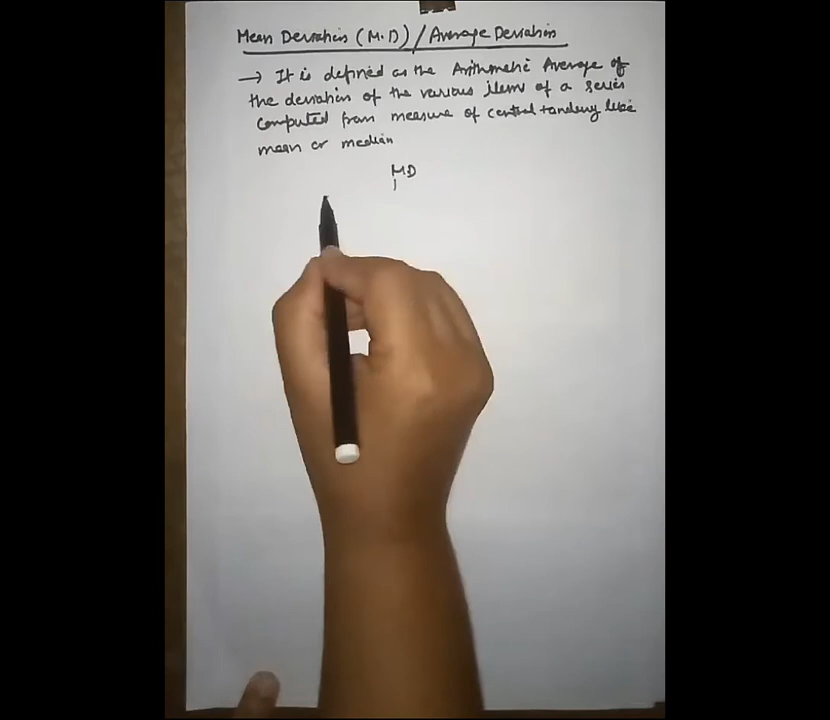 Mean Deviation (M.D) / Average Deviation
→ It is defined as the Arithmetic Average of
the deviation of the various items of a series
computed from measure of central tandency like
mean or median
MD